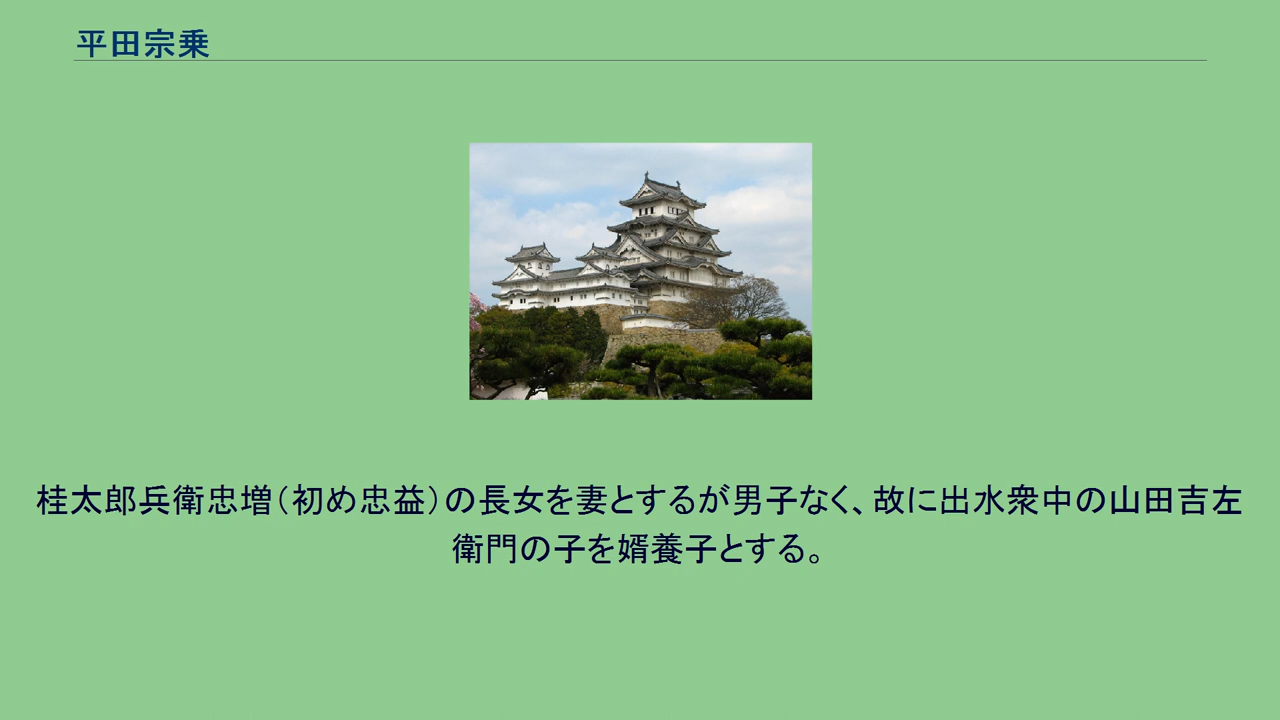 平田宗乗
桂太郎兵衛忠増（初め忠益）の長女を妻とするが男子なく、故に出水衆中の山田吉左
衛門の子を婿養子とする。